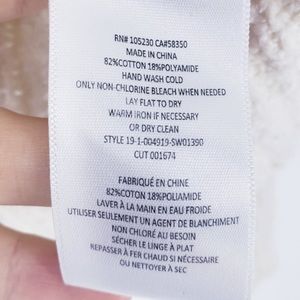 RN# 105230 CA#58350
MADE IN CHINA
82%COTTON 18%POLYAMIDE
HAND WASH COLD
ONLY NON-CHLORINE BLEACH WHEN NEEDED
LAY FLAT TO DRY
WARM IRON IF NECESSARY
OR DRY CLEAN
STYLE 19-1-004919-SW01390
CUT 001674
FABRIQUÉ EN CHINE
82%COTON 18%POLIAMIDE
LAVER À LA MAIN EN EAU FROIDE
UTILISER SEULEMENT UN AGENT DE BLANCHIMENT
NON CHLORÉ AU BESOIN
SÉCHER LE LINGE À PLAT
REPASSER À FER CHAUD SI NÉCESSAIRE
OU NETTOYER À SEC